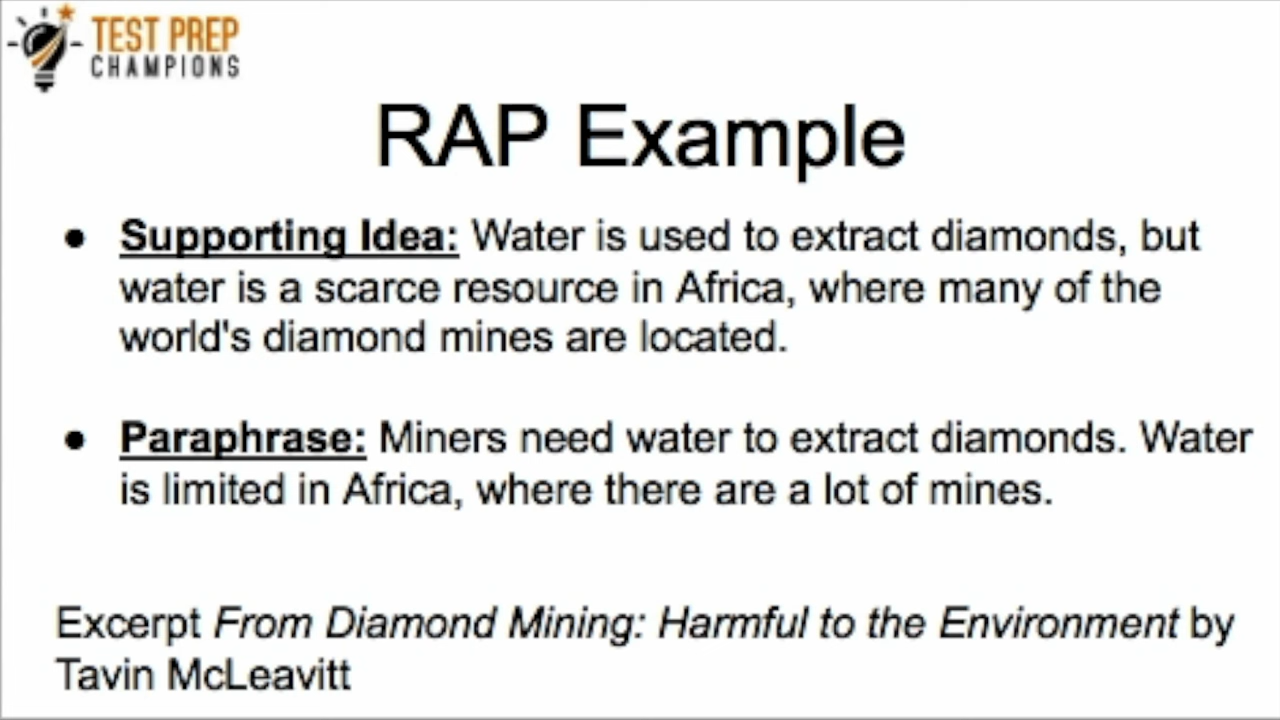 TEST PREP
CHAMPIONS
RAP Example
● Supporting Idea: Water is used to extract diamonds, but
water is a scarce resource in Africa, where many of the
world's diamond mines are located.
● Paraphrase: Miners need water to extract diamonds. Water
is limited in Africa, where there are a lot of mines.
Excerpt From Diamond Mining: Harmful to the Environment by
Tavin McLeavitt